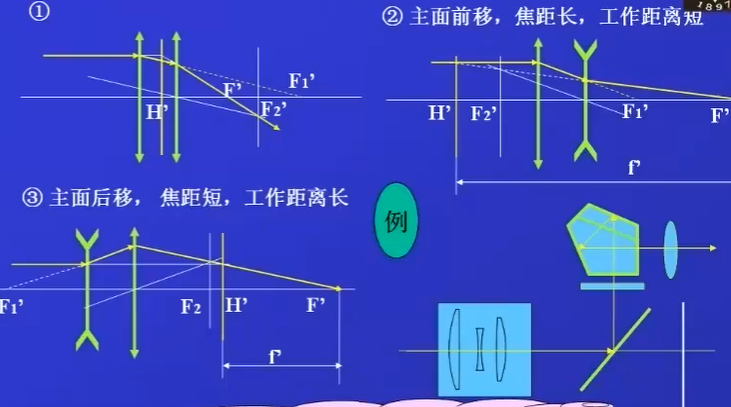 1897
①
② 主面前移，焦距长，工作距离短
F₁’
F’
H’
F₂’
H’
F₂’
F₁’
F’
f’
③ 主面后移， 焦距短，工作距离长
例
F₁’
F₂
H’
F’
f’